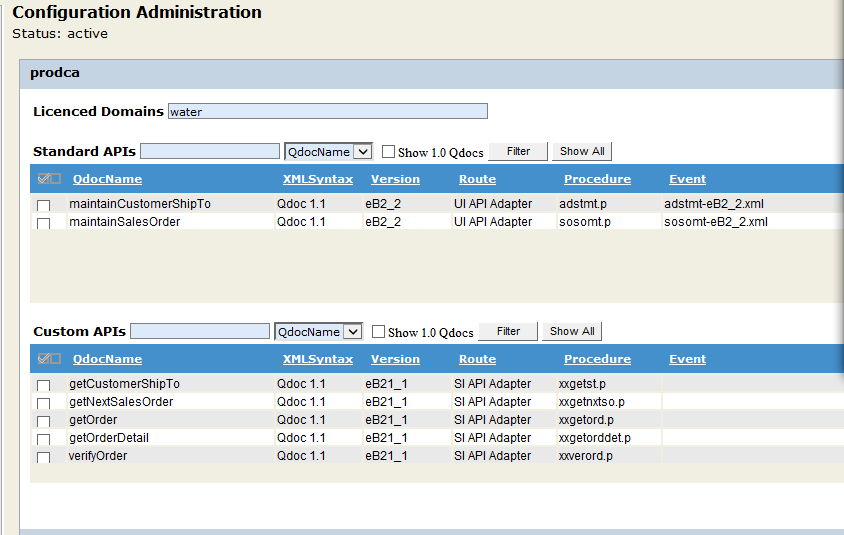 Configuration Administration
Status: active
prodca
Licenced Domains water
Standard APIs QdocName Show 1.0 Qdocs Filter Show All
QdocName XMLSyntax Version Route Procedure Event
maintainCustomerShipTo Qdoc 1.1 eB2_2 UI API Adapter adstmt.p adstmt-eB2_2.xml
maintainSalesOrder Qdoc 1.1 eB2_2 UI API Adapter sosomt.p sosomt-eB2_2.xml
Custom APIs QdocName Show 1.0 Qdocs Filter Show All
QdocName XMLSyntax Version Route Procedure Event
getCustomerShipTo Qdoc 1.1 eB21_1 SI API Adapter xxgetst.p
getNextSalesOrder Qdoc 1.1 eB21_1 SI API Adapter xxgetnxtso.p
getOrder Qdoc 1.1 eB21_1 SI API Adapter xxgetord.p
getOrderDetail Qdoc 1.1 eB21_1 SI API Adapter xxgetorddet.p
verifyOrder Qdoc 1.1 eB21_1 SI API Adapter xxverord.p